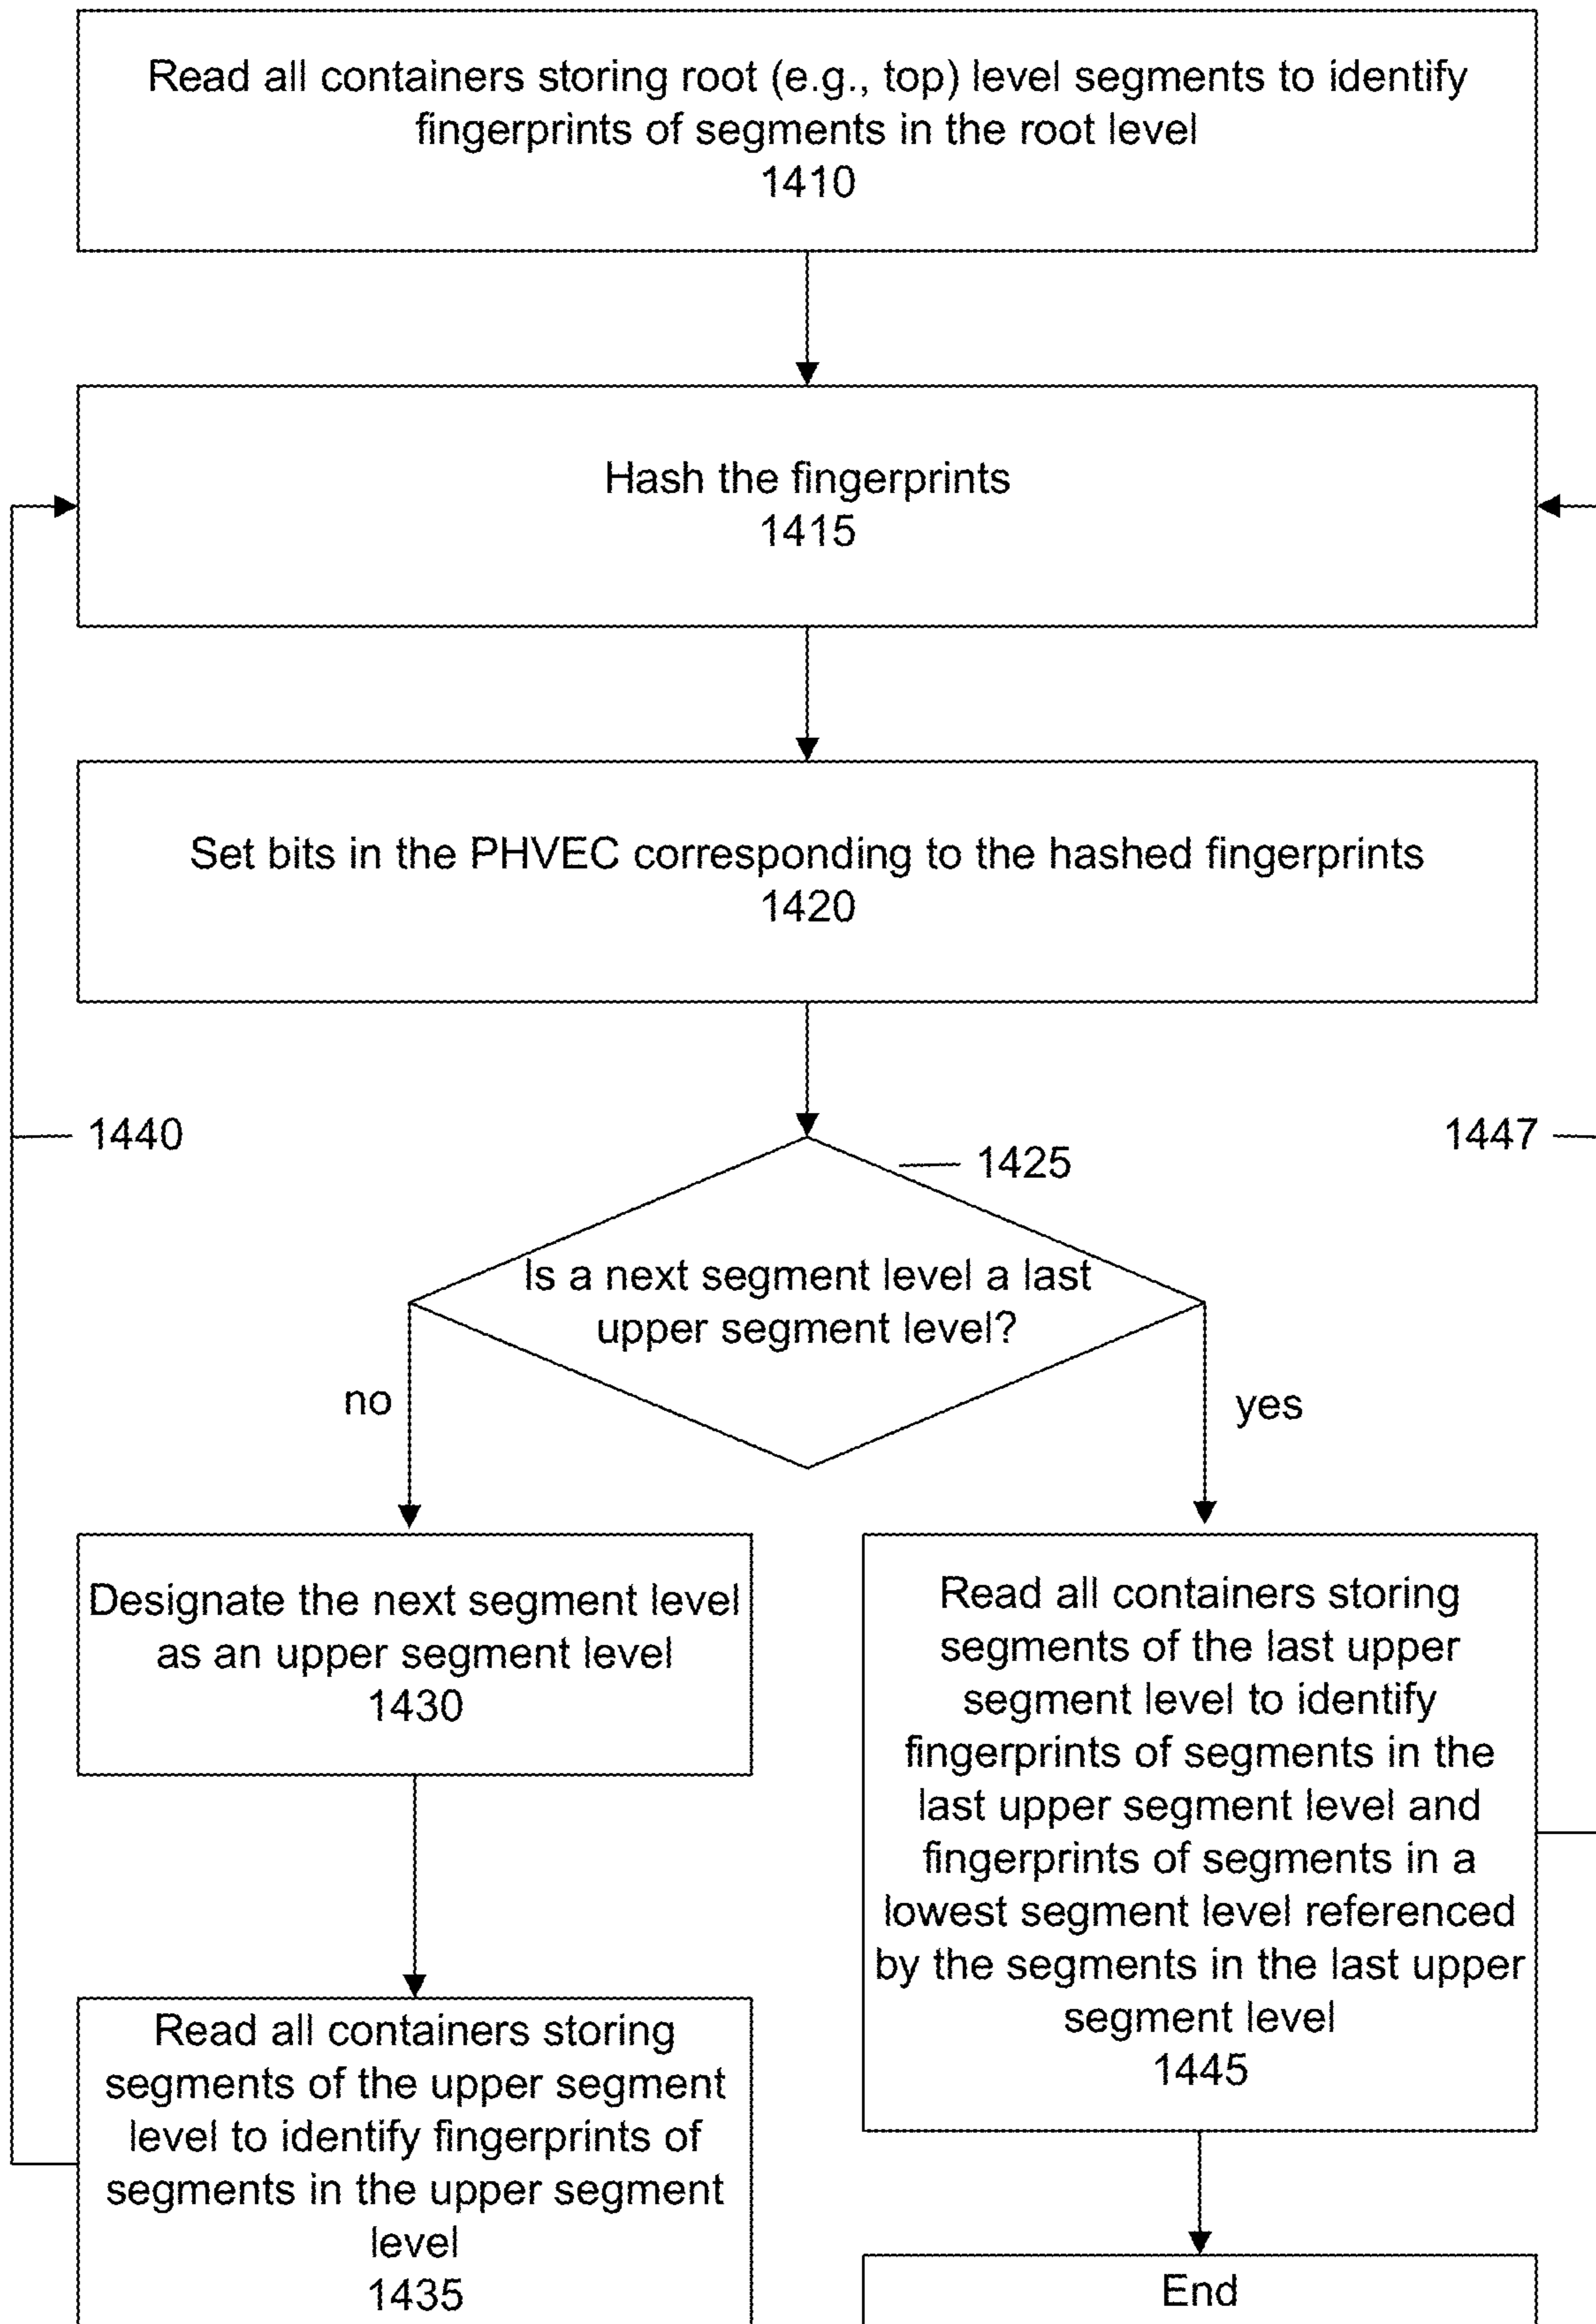 Read all containers storing root (e.g., top) level segments to identify
fingerprints of segments in the root level
1410
Hash the fingerprints
1415
Set bits in the PHVEC corresponding to the hashed fingerprints
1420
1440
1447
1425
Is a next segment level a last
upper segment level?
no
yes
Designate the next segment level
as an upper segment level
1430
Read all containers storing
segments of the last upper
segment level to identify
fingerprints of segments in the
last upper segment level and
fingerprints of segments in a
lowest segment level referenced
by the segments in the last upper
segment level
1445
Read all containers storing
segments of the upper segment
level to identify fingerprints of
segments in the upper segment
level
1435
End